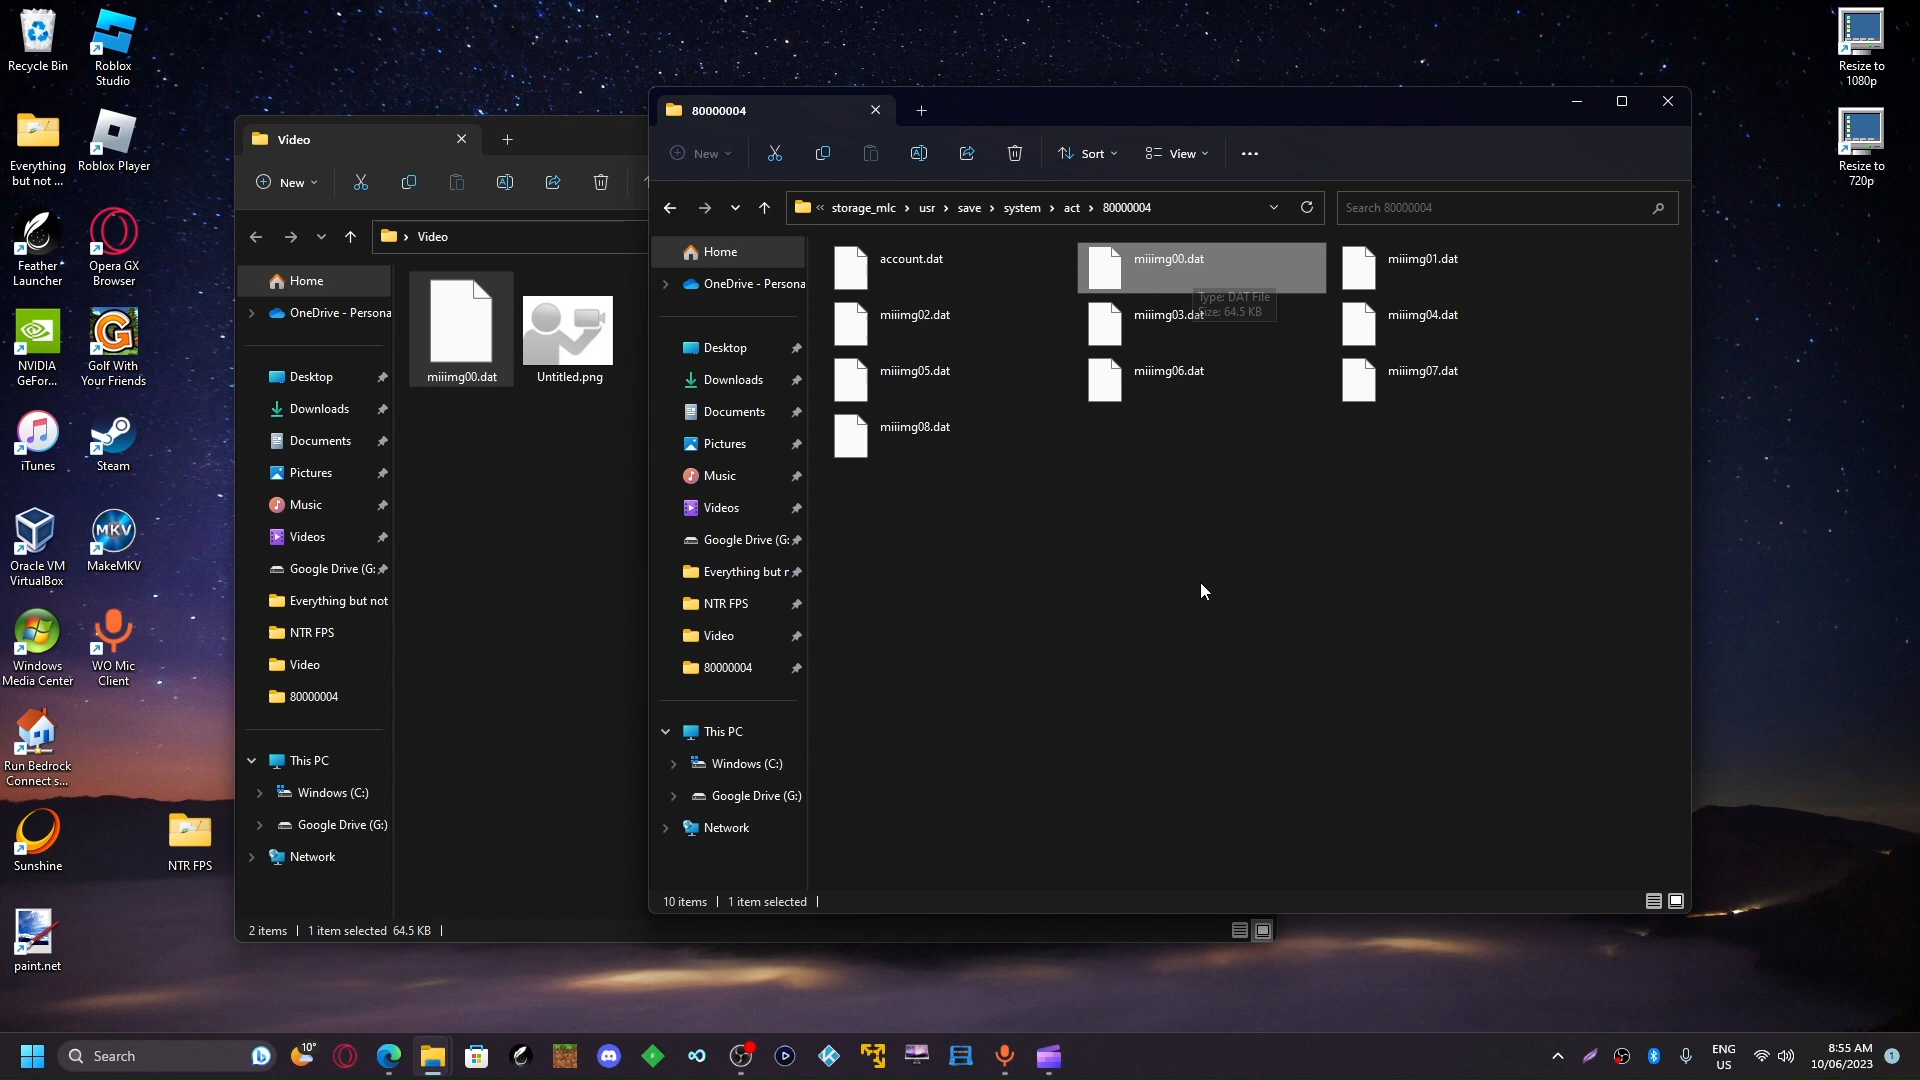 Recycle Bin
Roblox
Studio
Everything
but not ...
Roblox Player
Feather
Launcher
Opera GX
Browser
NVIDIA
GeFor...
Golf With
Your Friends
iTunes
Steam
Oracle VM
VirtualBox
MKV
MakeMKV
Windows
Media Center
WO Mic
Client
Run Bedrock
Connect s...
Sunshine
NTR FPS
paint.net
Resize to
1080p
Resize to
720p
Video
New
Video
Home
OneDrive - Persona
Desktop
Downloads
Documents
Pictures
Music
Videos
Google Drive (G:
Everything but not
NTR FPS
Video
80000004
This PC
Windows (C:)
Google Drive (G:)
Network
miiimg00.dat
Untitled.png
2 items
1 item selected 64.5 KB
80000004
New
Sort
View
storage_mlc
usr
save
system
act
80000004
Search 80000004
Home
OneDrive - Persona
Desktop
Downloads
Documents
Pictures
Music
Videos
Google Drive (G:
Everything but r
NTR FPS
Video
80000004
This PC
Windows (C:)
Google Drive (G:)
Network
account.dat
miiimg00.dat
miiimg01.dat
Type: DAT File
Size: 64.5 KB
miiimg02.dat
miiimg03.dat
miiimg04.dat
miiimg05.dat
miiimg06.dat
miiimg07.dat
miiimg08.dat
10 items
1 item selected
Search
10°
ENG
US
8:55 AM
10/06/2023
1